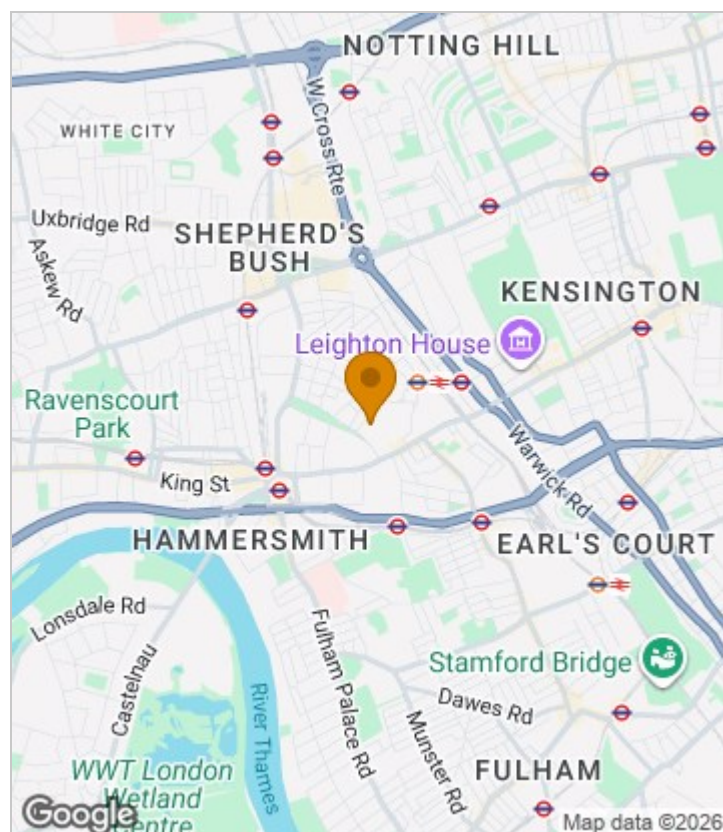 NOTTING HILL
W Cross Rte
WHITE CITY
Uxbridge Rd
SHEPHERD'S
BUSH
Askew Rd
KENSINGTON
Leighton House
Ravenscourt
Park
King St
Warwick Rd
HAMMERSMITH
EARL'S COURT
Lonsdale Rd
Castelnau
Fulham Palace Rd
River Thames
Stamford Bridge
Dawes Rd
Munster Rd
WWT London
Wetland
Centre
FULHAM
Google
Map data ©2026